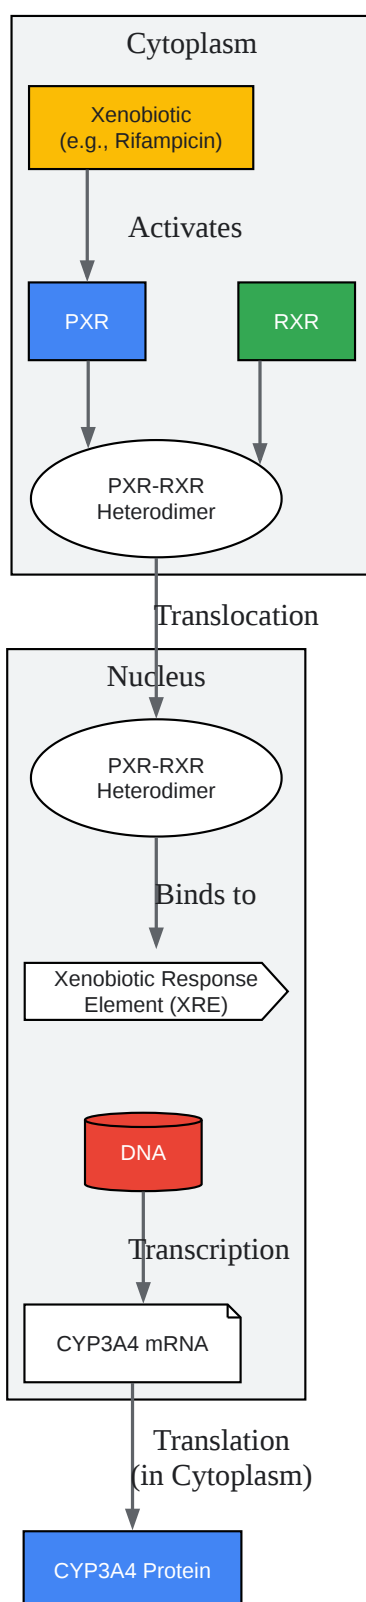 Cytoplasm
Xenobiotic
(e.g., Rifampicin)
Activates
PXR
RXR
PXR-RXR
Heterodimer
Translocation
Nucleus
PXR-RXR
Heterodimer
Binds to
Xenobiotic Response
Element (XRE)
DNA
Transcription
CYP3A4 mRNA
Translation
(in Cytoplasm)
CYP3A4 Protein